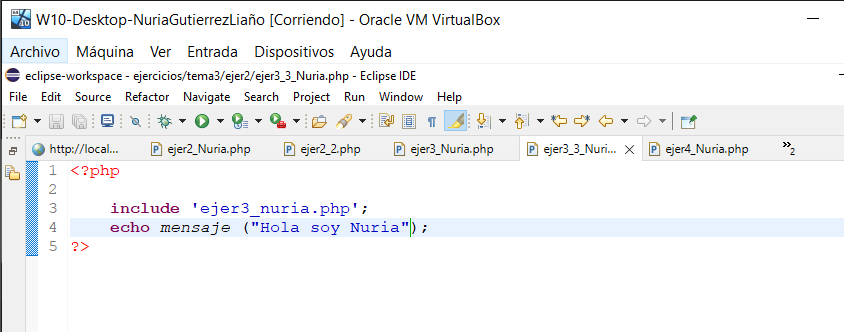 W10-Desktop-NuriaGutierrezLiaño [Corriendo] - Oracle VM VirtualBox
Archivo Máquina Ver Entrada Dispositivos Ayuda
eclipse-workspace - ejercicios/tema3/ejer2/ejer3_3_Nuria.php - Eclipse IDE
File Edit Source Refactor Navigate Search Project Run Window Help
http://local... ejer2_Nuria.php ejer2_2.php ejer3_Nuria.php ejer3_3_Nuri... ejer4_Nuria.php »2
1 <?php
2
3 include 'ejer3_nuria.php';
4 echo mensaje ("Hola soy Nuria");
5 ?>